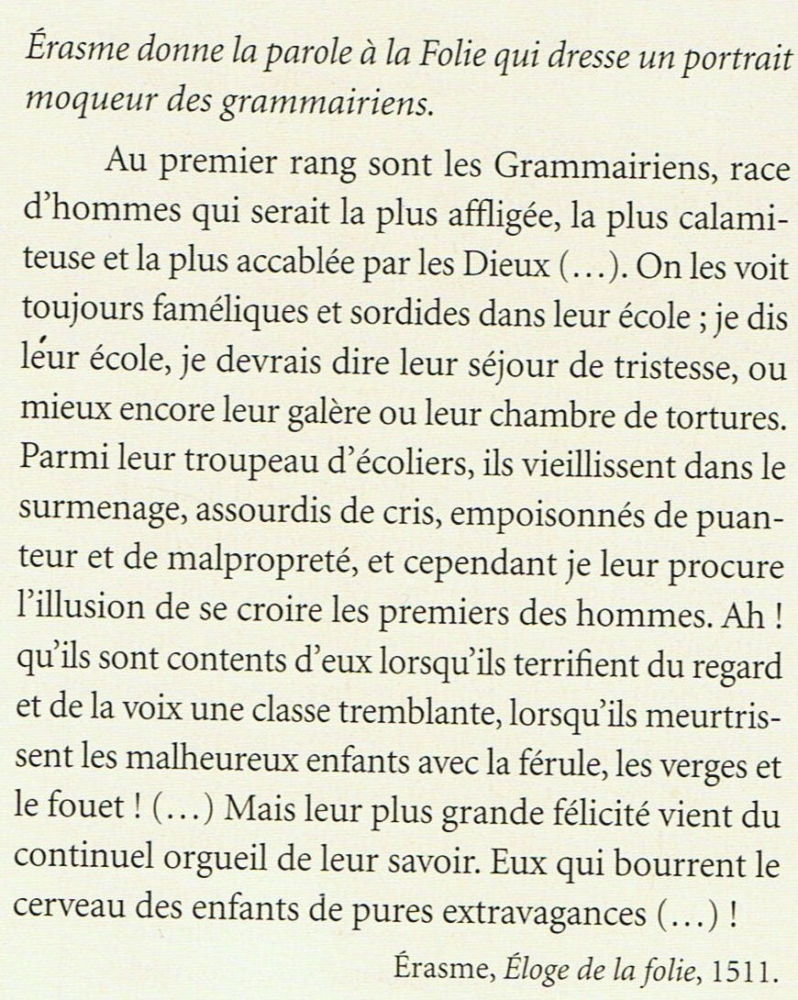 Érasme donne la parole à la Folie qui dresse un portrait
moqueur des grammairiens.
Au premier rang sont les Grammairiens, race
d'hommes qui serait la plus affligée, la plus calami-
teuse et la plus accablée par les Dieux (…). On les voit
toujours faméliques et sordides dans leur école ; je dis
leur école, je devrais dire leur séjour de tristesse, ou
mieux encore leur galère ou leur chambre de tortures.
Parmi leur troupeau d'écoliers, ils vieillissent dans le
surmenage, assourdis de cris, empoisonnés de puan-
teur et de malpropreté, et cependant je leur procure
l'illusion de se croire les premiers des hommes. Ah !
qu'ils sont contents d'eux lorsqu'ils terrifient du regard
et de la voix une classe tremblante, lorsqu'ils meurtris-
sent les malheureux enfants avec la férule, les verges et
le fouet ! (…) Mais leur plus grande félicité vient du
continuel orgueil de leur savoir. Eux qui bourrent le
cerveau des enfants de pures extravagances (…) !
Érasme, Éloge de la folie, 1511.